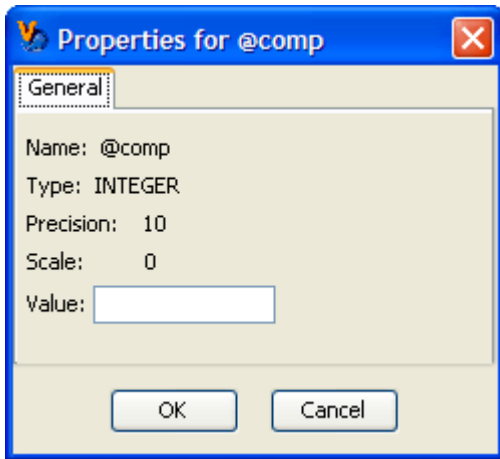 Properties for @comp
General
Name: @comp
Type: INTEGER
Precision: 10
Scale: 0
Value:
OK Cancel